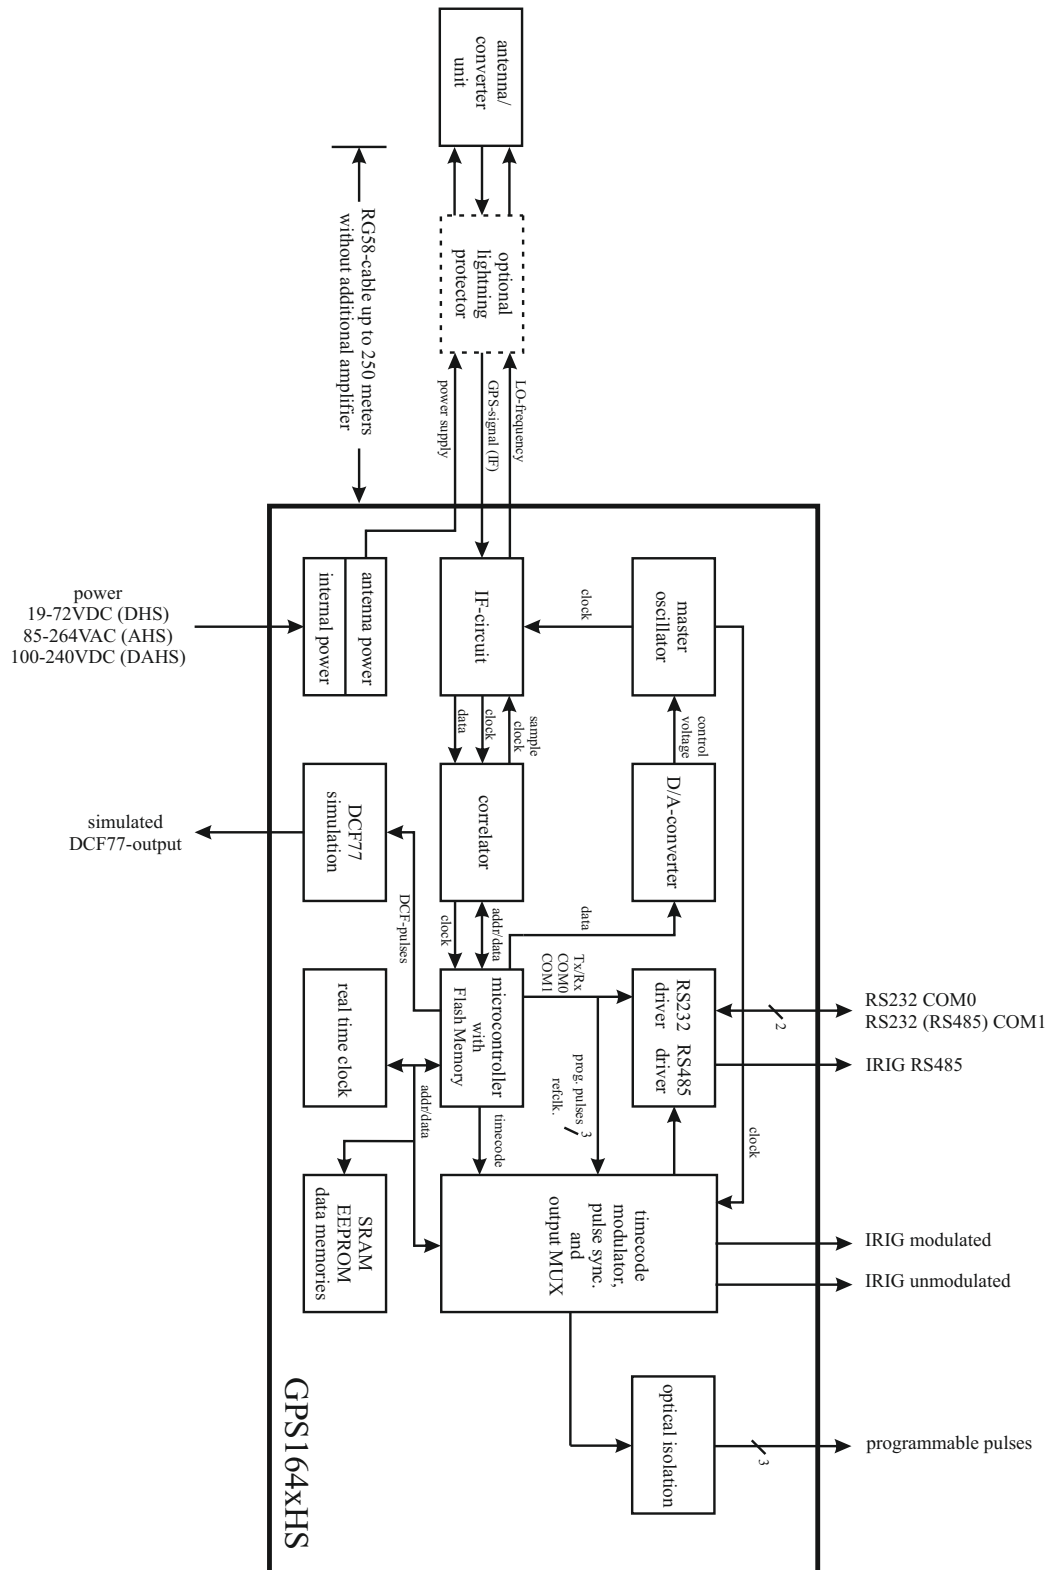 antenna/
converter
unit
optional
lightning
protector
RG58-cable up to 250 meters
without additional amplifier
power supply
GPS-signal (IF)
LO-frequency
power
19-72VDC (DHS)
85-264VAC (AHS)
100-240VDC (DAHS)
antenna power
internal power
IF-circuit
clock
master
oscillator
data
clock
sample
clock
control
voltage
simulated
DCF77-output
DCF77
simulation
correlator
D/A-converter
DCF-pulses
clock
addr/data
data
Tx/Rx
COM0
COM1
real time clock
microcontroller
with
Flash Memory
RS232
driver
RS485
driver
2
RS232 COM0
RS232 (RS485) COM1
IRIG RS485
addr/data
timecode
prog. pulses
refclk.
3
clock
SRAM
EEPROM
data memories
timecode
modulator,
pulse sync.
and
output MUX
IRIG modulated
IRIG unmodulated
optical isolation
3
programmable pulses
GPS164xHS